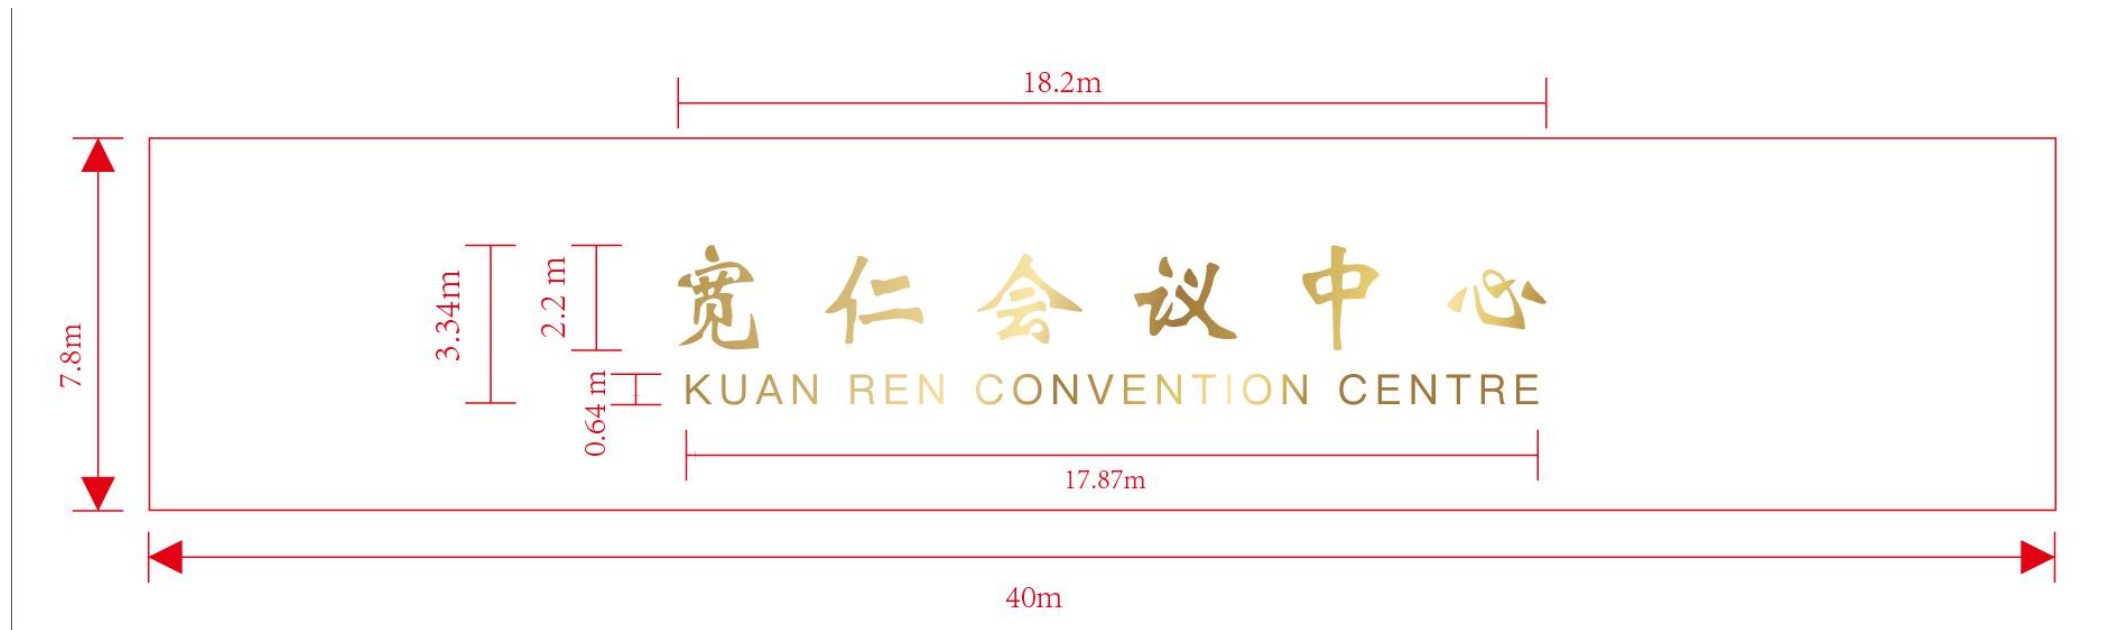 18.2m
7.8m
3.34m
2.2 m
宽仁会议中心
0.64 m
KUAN REN CONVENTION CENTRE
17.87m
40m